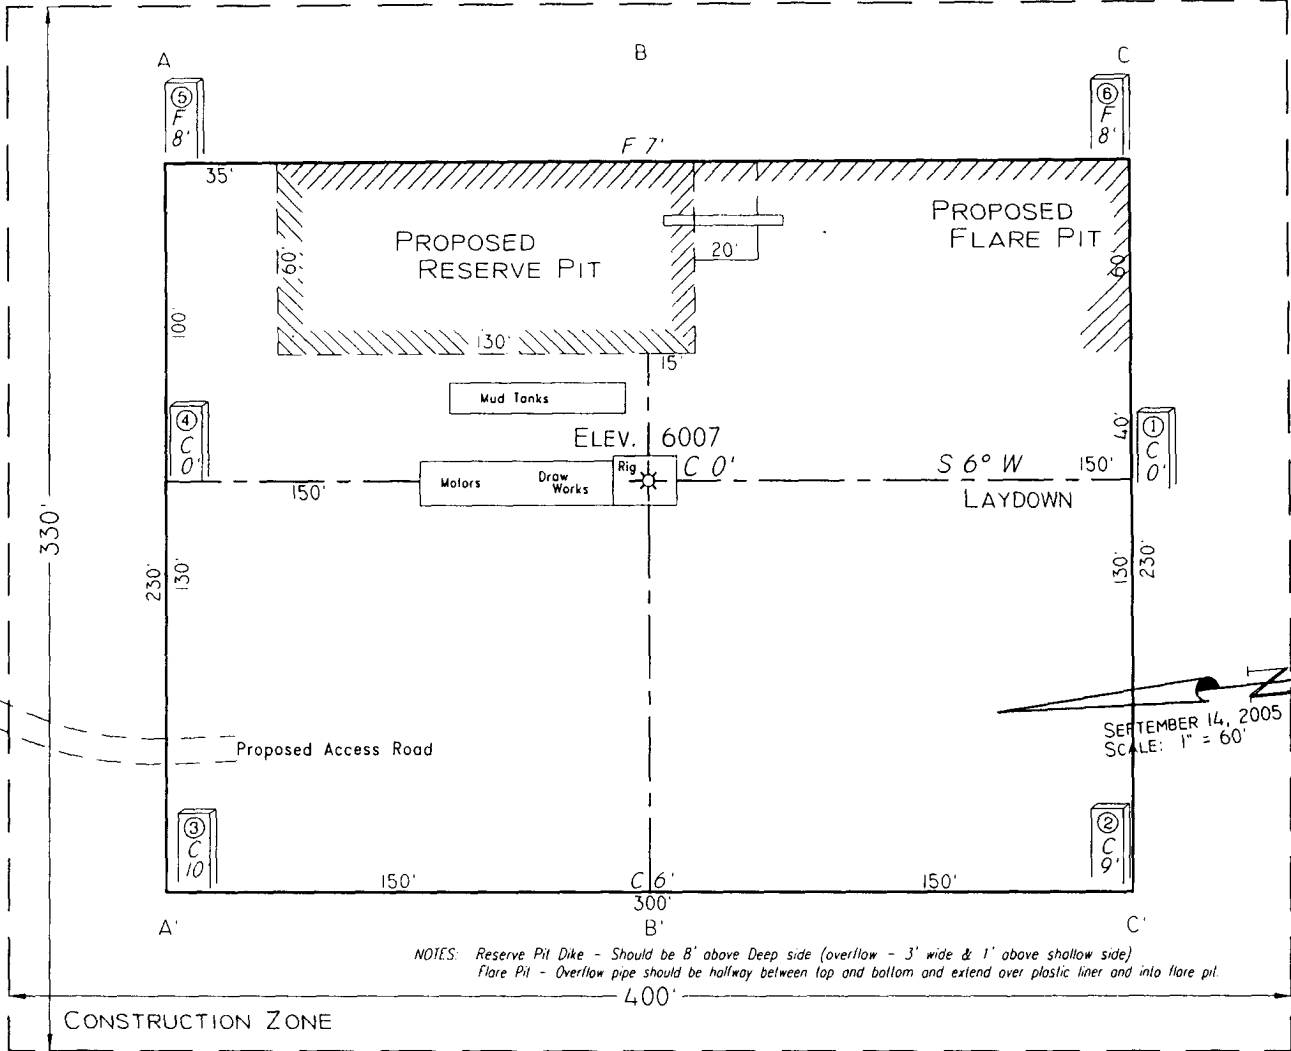 A
B
C
5
F
8'
6
F
8'
F 7'
35'
PROPOSED
RESERVE PIT
60'
20'
PROPOSED
FLARE PIT
60'
100'
130'
15'
Mud Tanks
4
C
0'
ELEV. 6007
40'
1
C
0'
Rig
C 0'
S 6° W
150'
Motors
Draw
Works
150'
LAYDOWN
330'
230'
130'
130'
230'
N
SEPTEMBER 14, 2005
SCALE: 1" = 60'
Proposed Access Road
3
C
10
2
C
9'
150'
C 6'
150'
300'
A'
B'
C'
NOTES: Reserve Pit Dike - Should be 8' above Deep side (overflow - 3' wide & 1' above shallow side)
Flare Pit - Overflow pipe should be halfway between top and bottom and extend over plastic liner and into flare pit.
400'
CONSTRUCTION ZONE